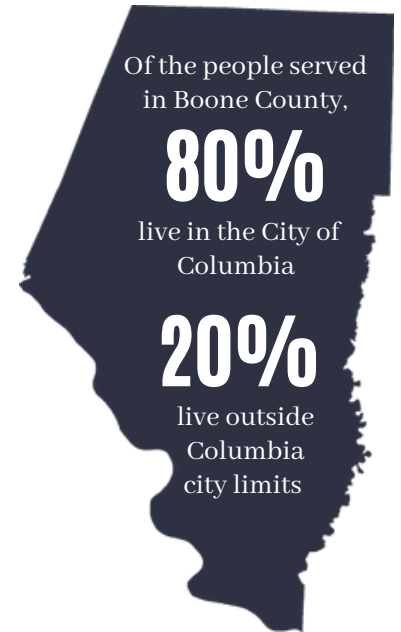 Of the people served
in Boone County,
80%
live in the City of
Columbia
20%
live outside
Columbia
city limits